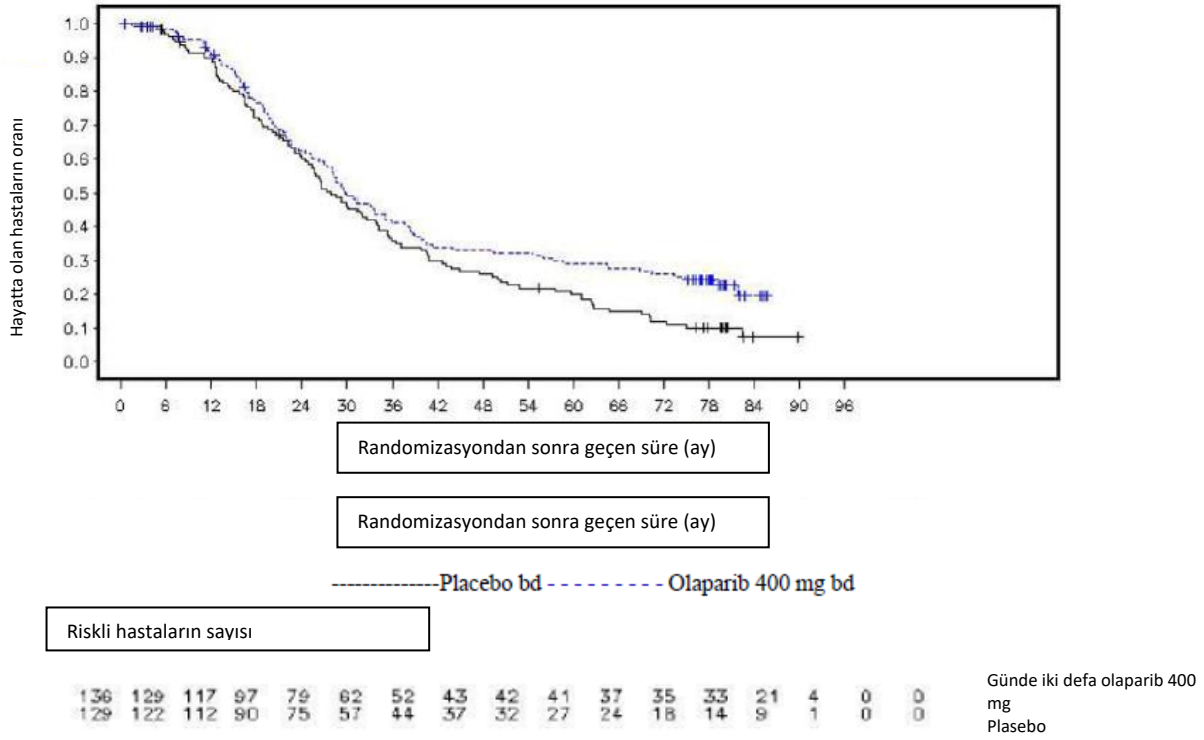 Hayatta olan hastaların oranı
1.0
0.9
0.8
0.7
0.6
0.5
0.4
0.3
0.2
0.1
0.0
0 6 12 18 24 30 36 42 48 54 60 66 72 78 84 90 96
Randomizasyondan sonra geçen süre (ay)
Randomizasyondan sonra geçen süre (ay)
Placebo bd Olaparib 400 mg bd
Riskli hastaların sayısı
136 129 117 97 79 62 52 43 42 41 37 35 33 21 4 0 0
129 122 112 90 75 57 44 37 32 27 24 18 14 9 1 0 0
Günde iki defa olaparib 400
mg
Plasebo